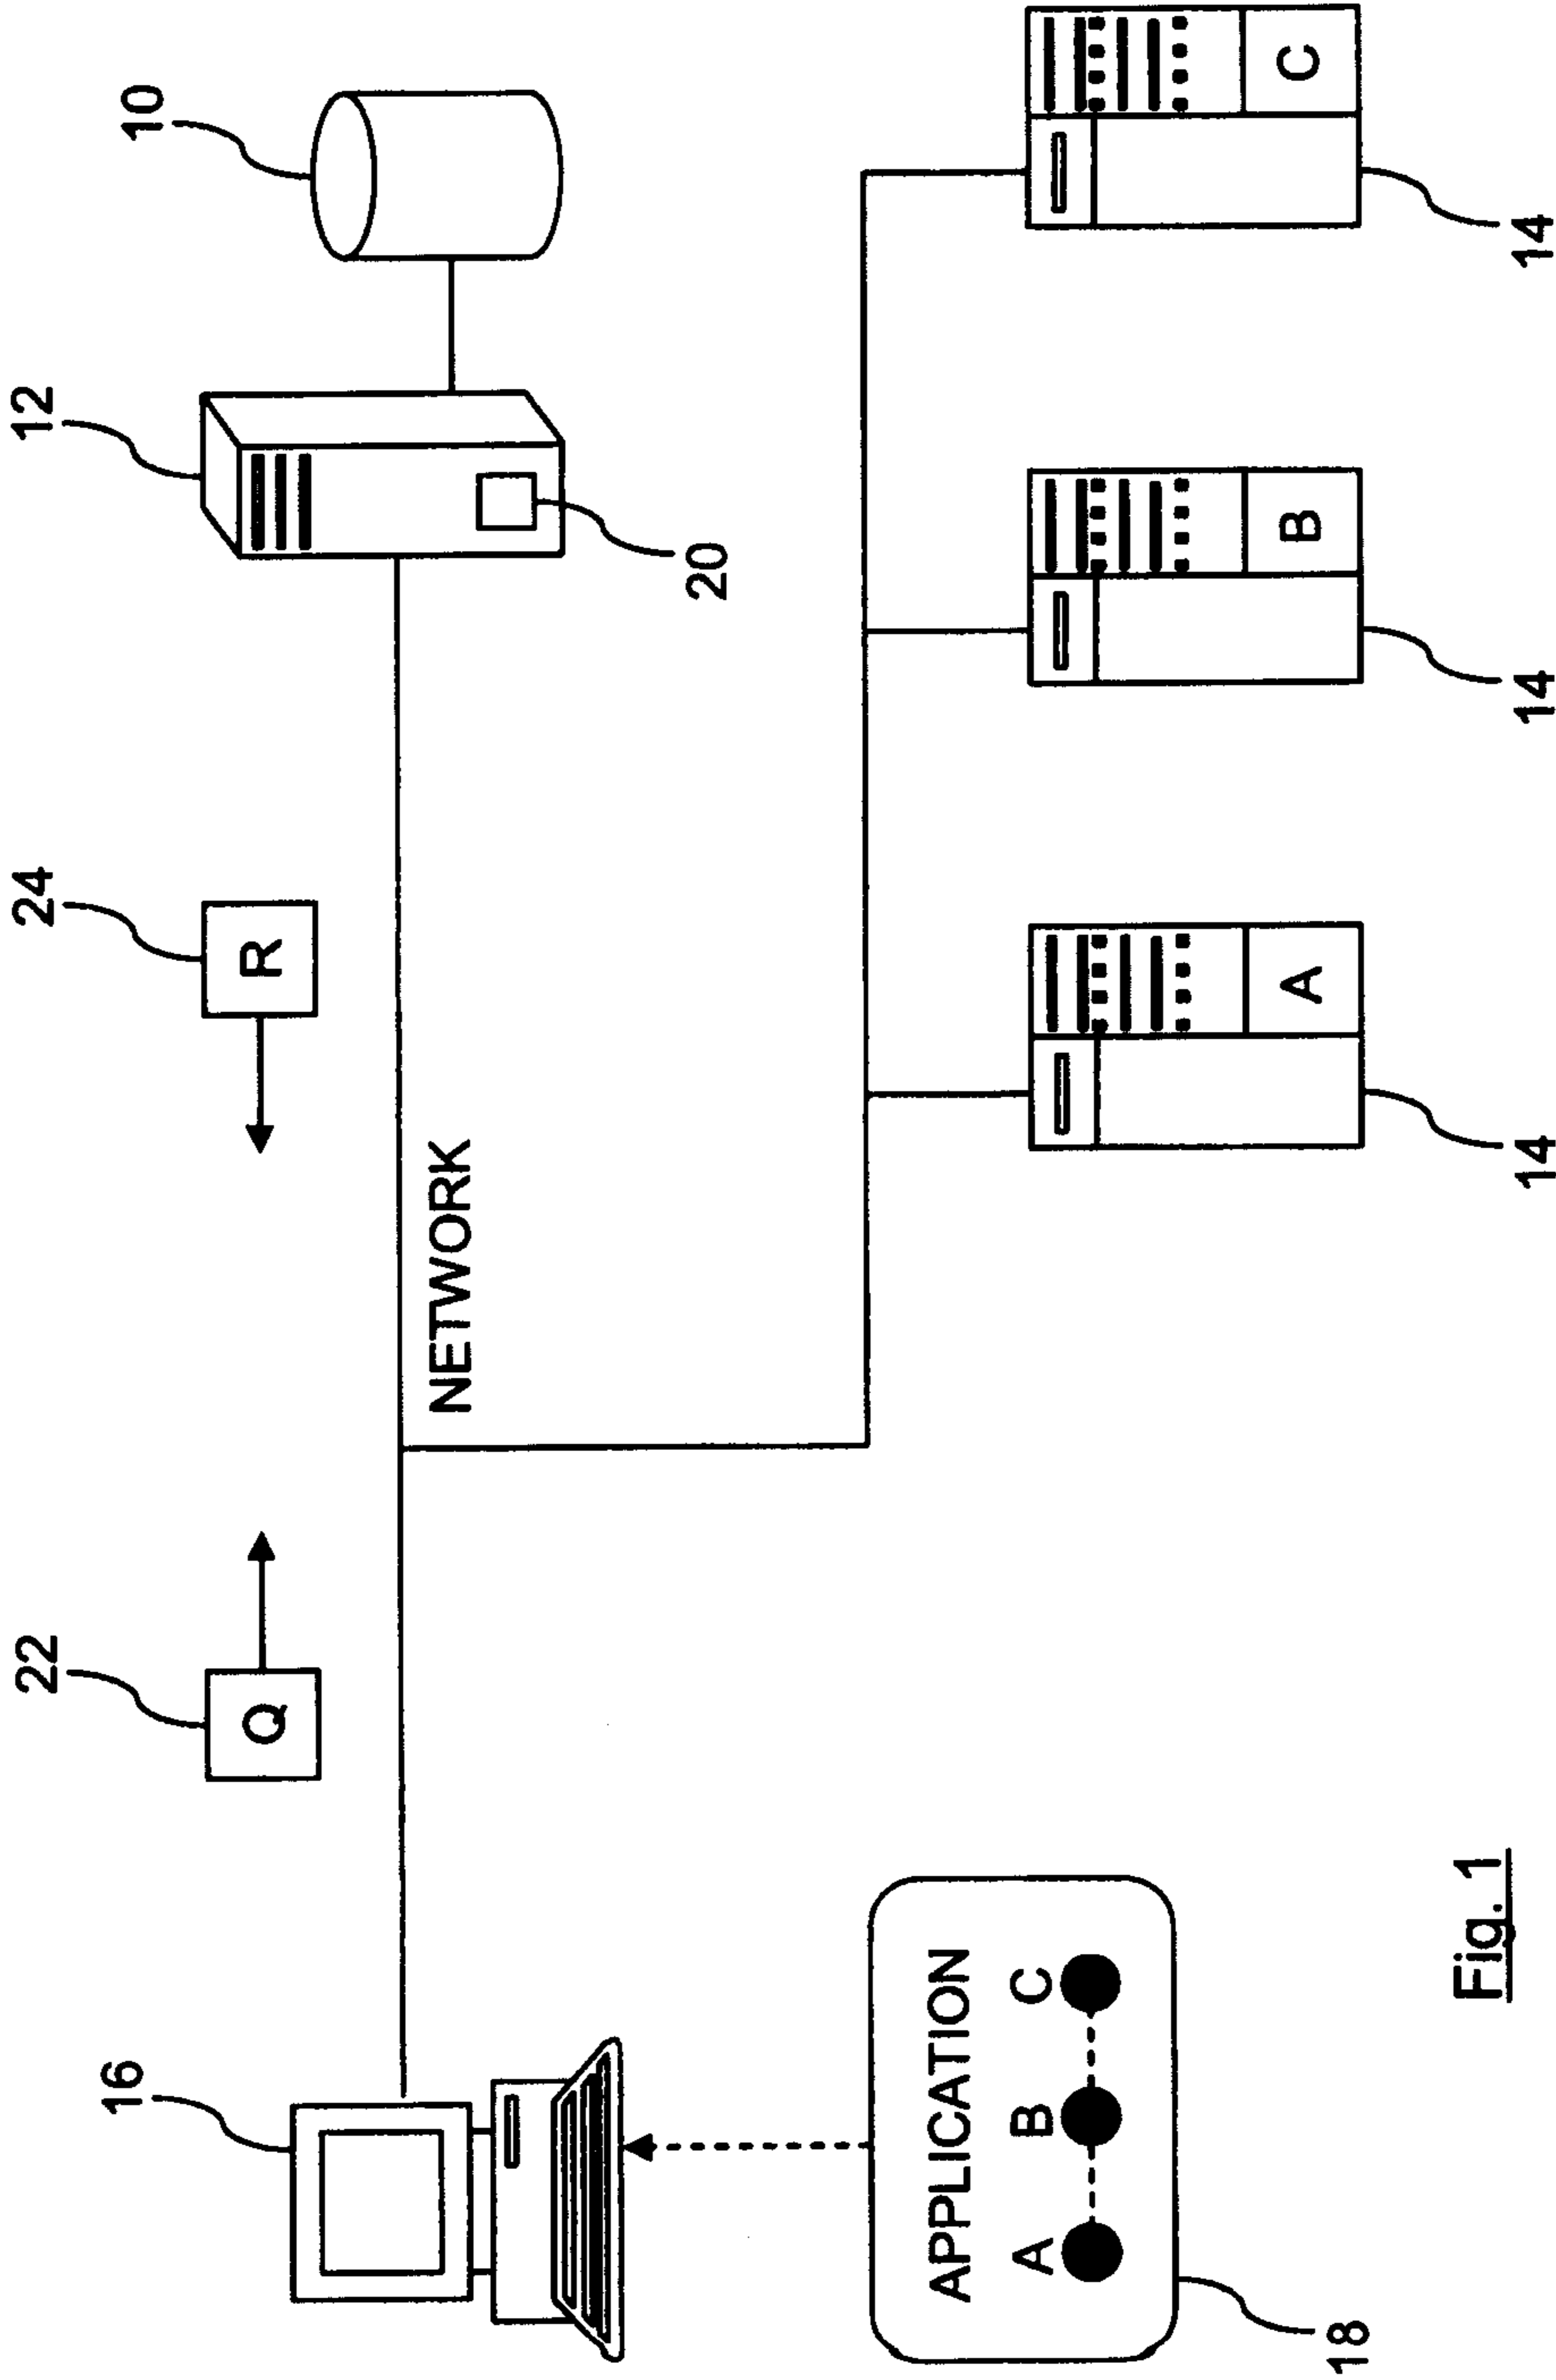 22
24
12
10
16
Q
R
NETWORK
20
APPLICATION
A B C
18
A
B
C
14
14
14
Fig. 1